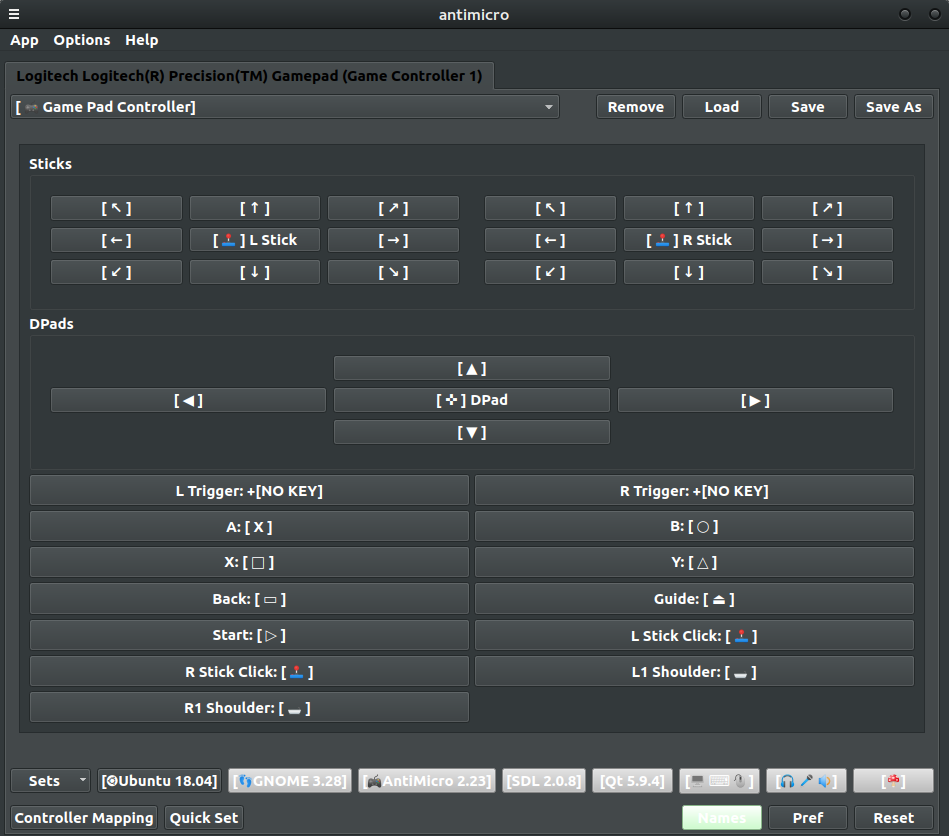 antimicro
App Options Help
Logitech Logitech(R) Precision(TM) Gamepad (Game Controller 1)
[ 🎮 Game Pad Controller] Remove Load Save Save As
Sticks
[ ↖ ] [ ↑ ] [ ↗ ] [ ↖ ] [ ↑ ] [ ↗ ]
[ ← ] [ 🕹 ] L Stick [ → ] [ ← ] [ 🕹 ] R Stick [ → ]
[ ↙ ] [ ↓ ] [ ↘ ] [ ↙ ] [ ↓ ] [ ↘ ]
DPads
[ ▲ ]
[ ◀ ] [ ✜ ] DPad [ ▶ ]
[ ▼ ]
L Trigger: +[NO KEY] R Trigger: +[NO KEY]
A: [ X ] B: [ ○ ]
X: [ □ ] Y: [ △ ]
Back: [ ▭ ] Guide: [ ⏏ ]
Start: [ ▷ ] L Stick Click: [ 🕹 ]
R Stick Click: [ 🕹 ] L1 Shoulder: [ ⌣ ]
R1 Shoulder: [ ⌣ ]
Sets [Ubuntu 18.04] [👣GNOME 3.28] [🎮AntiMicro 2.23] [SDL 2.0.8] [Qt 5.9.4] [ 💻 ⌨ 🖱 ] [ 🎧 🎤 🔊 ] [ ]
Controller Mapping Quick Set Names Pref Reset